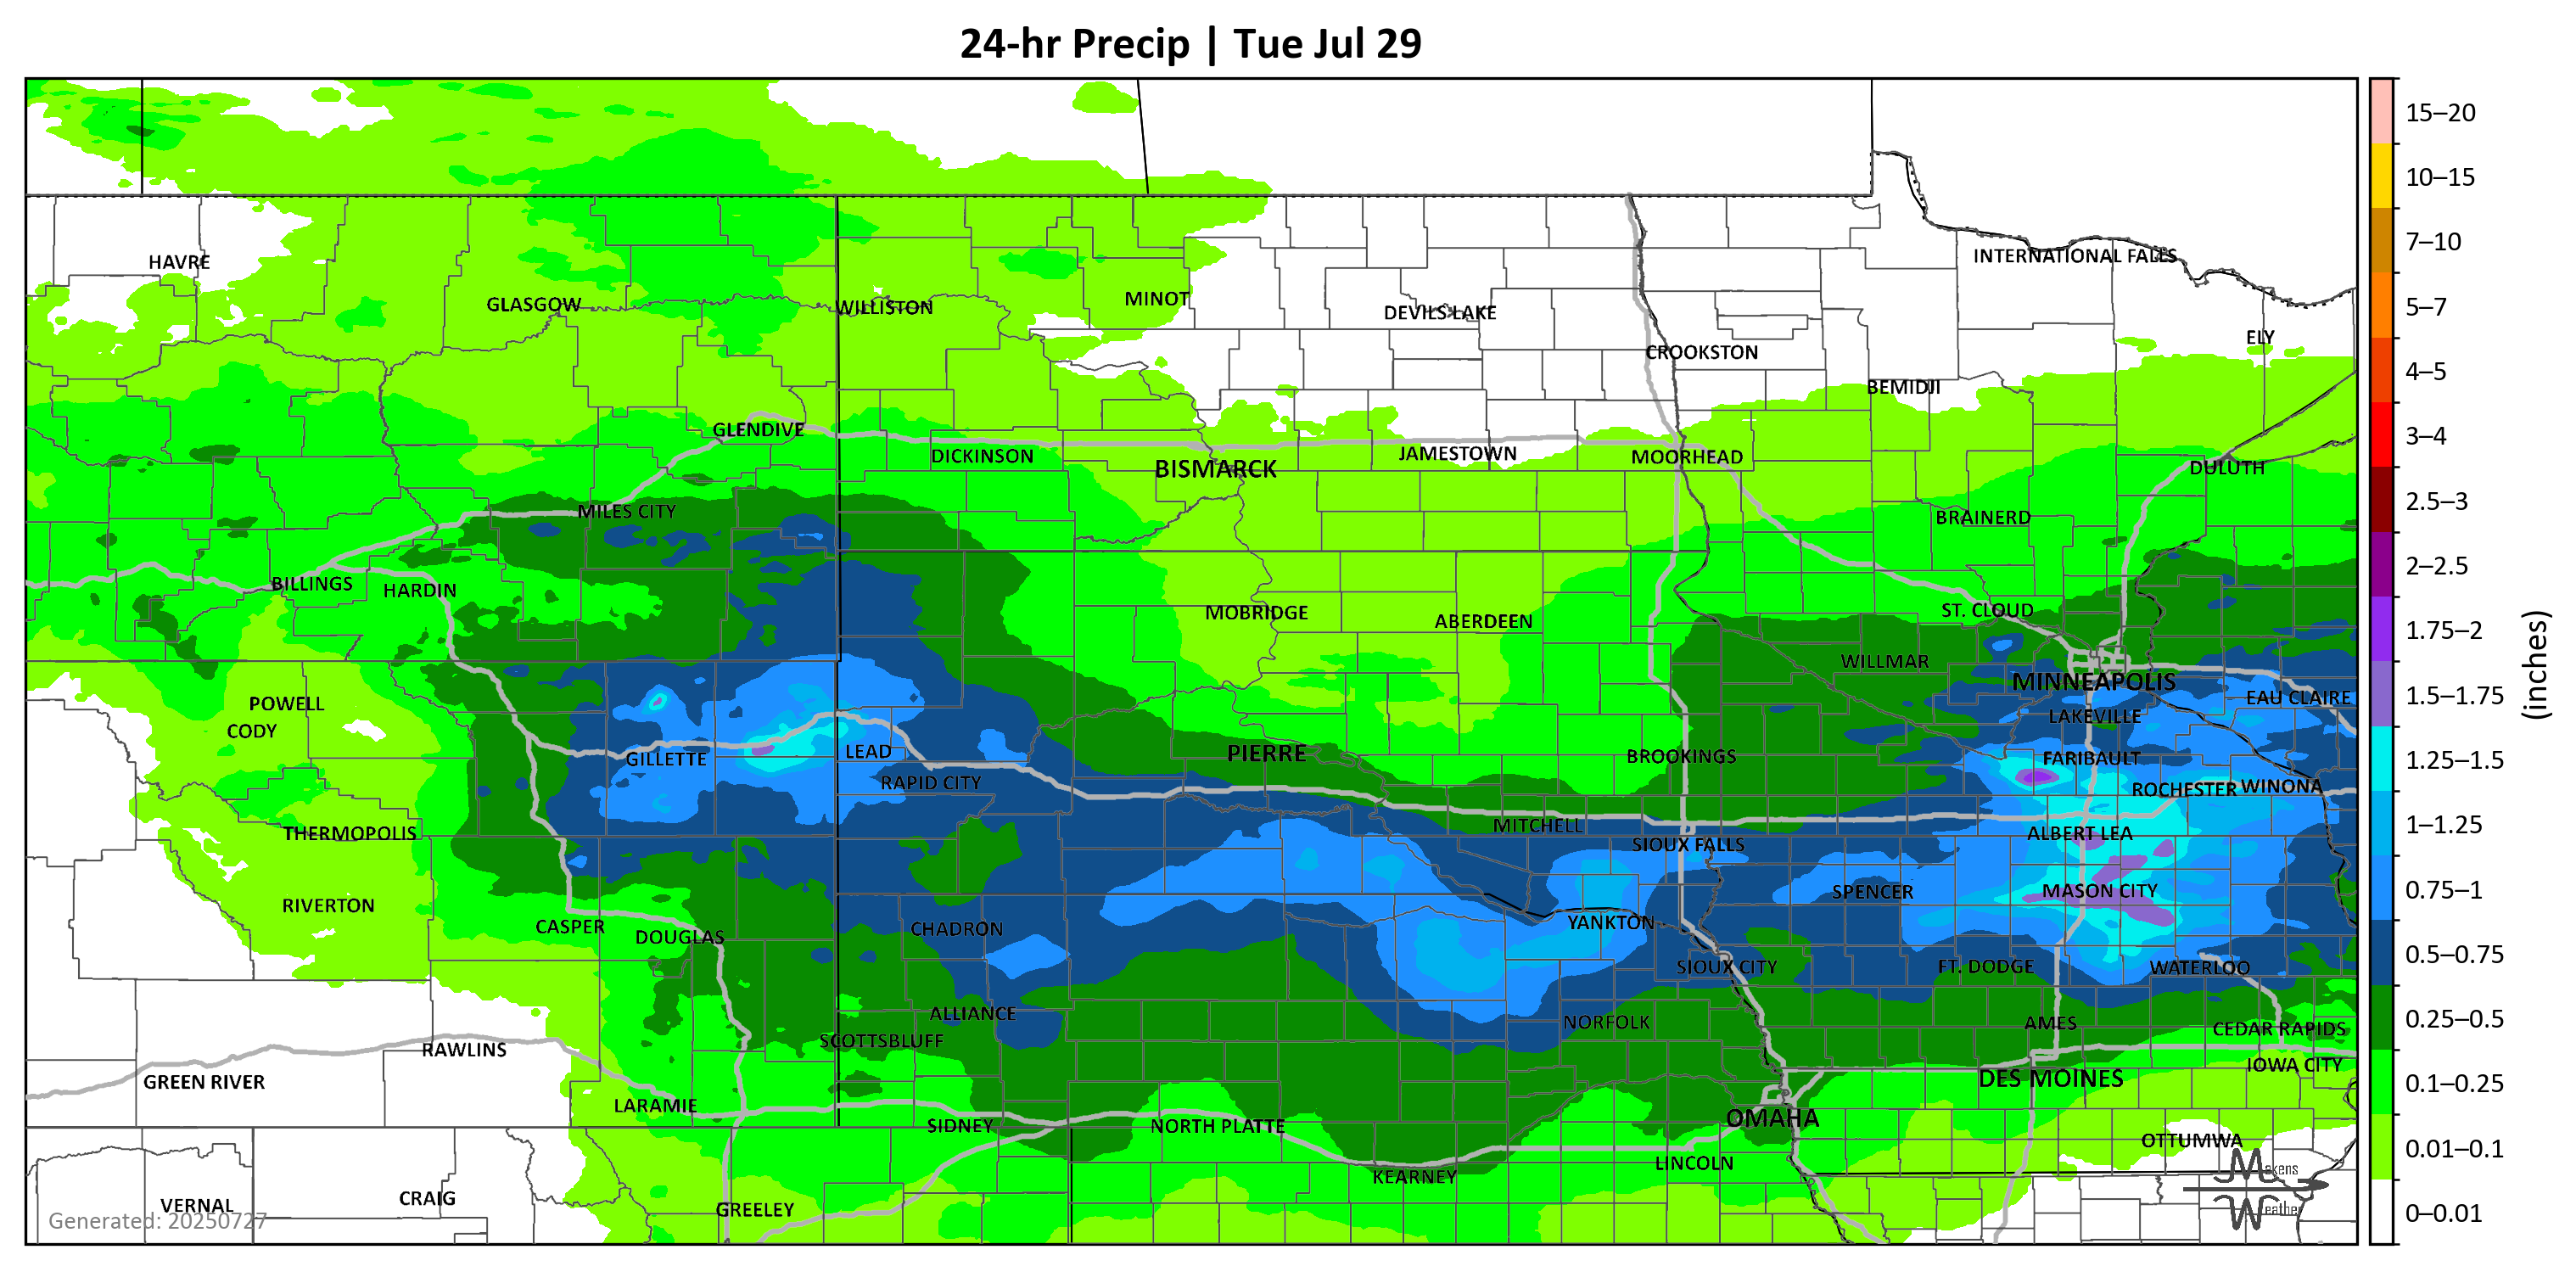 24-hr Precip | Tue Jul 29
15–20
10–15
7–10
5–7
4–5
3–4
2.5–3
2–2.5
1.75–2
1.5–1.75
1.25–1.5
1–1.25
0.75–1
0.5–0.75
0.25–0.5
0.1–0.25
0.01–0.1
0–0.01
(inches)
INTERNATIONAL FALLS
HAVRE
GLASGOW
WILLISTON
MINOT
DEVILS LAKE
ELY
CROOKSTON
BEMIDJI
GLENDIVE
DICKINSON
BISMARCK
JAMESTOWN
MOORHEAD
DULUTH
MILES CITY
BRAINERD
BILLINGS
HARDIN
MOBRIDGE
ABERDEEN
ST. CLOUD
WILLMAR
MINNEAPOLIS
EAU CLAIRE
POWELL
CODY
LAKEVILLE
GILLETTE
LEAD
PIERRE
BROOKINGS
FARIBAULT
RAPID CITY
ROCHESTER
WINONA
THERMOPOLIS
MITCHELL
ALBERT LEA
SIOUX FALLS
RIVERTON
SPENCER
MASON CITY
CASPER
DOUGLAS
CHADRON
YANKTON
SIOUX CITY
FT. DODGE
WATERLOO
ALLIANCE
NORFOLK
AMES
CEDAR RAPIDS
SCOTTSBLUFF
RAWLINS
IOWA CITY
GREEN RIVER
DES MOINES
LARAMIE
SIDNEY
NORTH PLATTE
OMAHA
OTTUMWA
LINCOLN
KEARNEY
VERNAL
CRAIG
GREELEY
Generated: 20250727
Makens
Weather